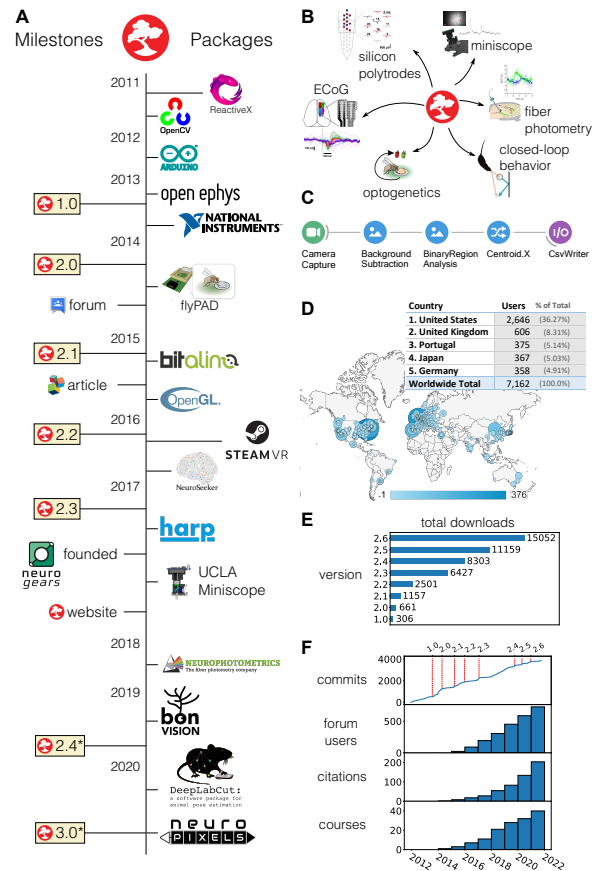 A
Milestones
Packages
2011
ReactiveX
OpenCV
2012
ARDUINO
2013
open ephys
1.0
NATIONAL
INSTRUMENTS
2014
2.0
flyPAD
forum
2015
2.1
bitalino
article
OpenGL.
2016
2.2
STEAM VR
NeuroSeeker
2017
2.3
harp
founded
neuro
gears
UCLA
Miniscope
website
2018
NEUROPHOTOMETRICS
The fiber photometry company
2019
bon
VISION
2.4*
2020
DeepLabCut:
a software package for
animal pose estimation
3.0*
neuro
PIXELS
B
silicon
polytrodes
miniscope
ECoG
fiber
photometry
optogenetics
closed-loop
behavior
C
Camera
Capture
Background
Subtraction
BinaryRegion
Analysis
Centroid.X
I/O
CsvWriter
D
Country Users % of Total
1. United States 2,646 (36.27%)
2. United Kingdom 606 (8.31%)
3. Portugal 375 (5.14%)
4. Japan 367 (5.03%)
5. Germany 358 (4.91%)
Worldwide Total 7,162 (100.0%)
1 376
E
total downloads
version
2.6 15052
2.5 11159
2.4 8303
2.3 6427
2.2 2501
2.1 1157
2.0 661
1.0 306
F
1.0 2.0 2.1 2.2 2.3 2.4 2.5 2.6
commits
4000
2000
0
forum
users
500
0
citations
200
100
0
courses
40
20
0
2012 2014 2016 2018 2020 2022